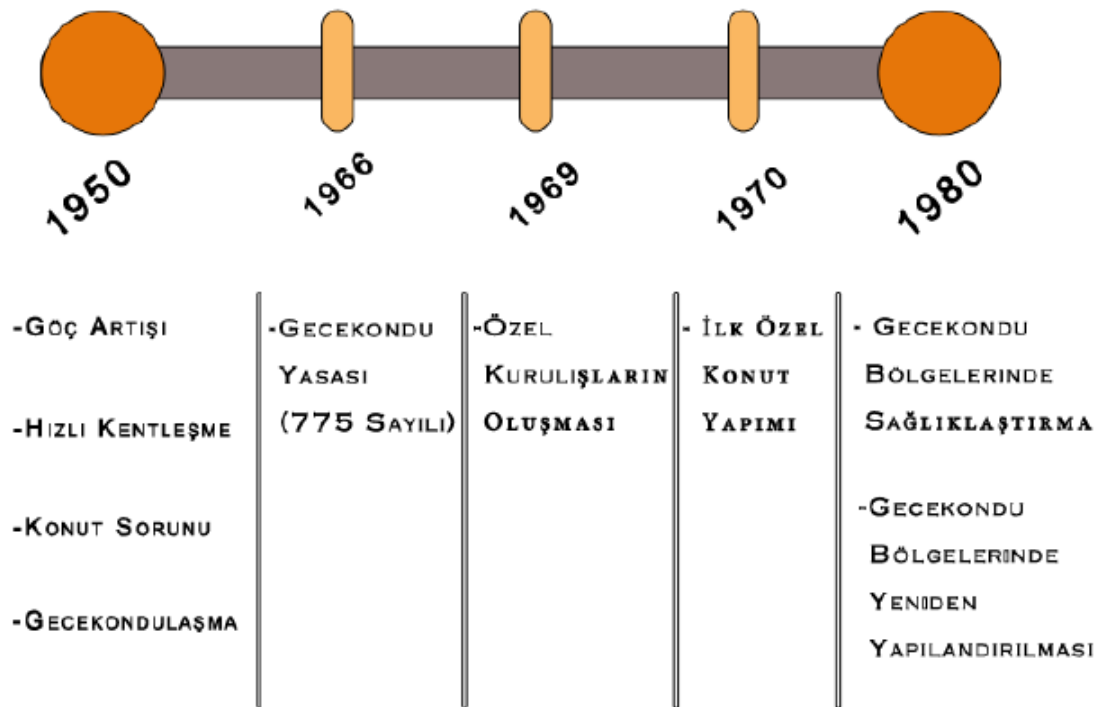 1950
1966
1969
1970
1980
-Göç Artışı
-Hızlı Kentleşme
-Konut Sorunu
-Gecekondulaşma
-Gecekondu
Yasası
(775 Sayılı)
-Özel
Kurulışların
Oluşması
- İlk Özel
Konut
Yapımı
- Gecekondu
Bölgelerinde
Sağlıklaştırma
-Gecekondu
Bölgelerinde
Yeniden
Yapılandırılması